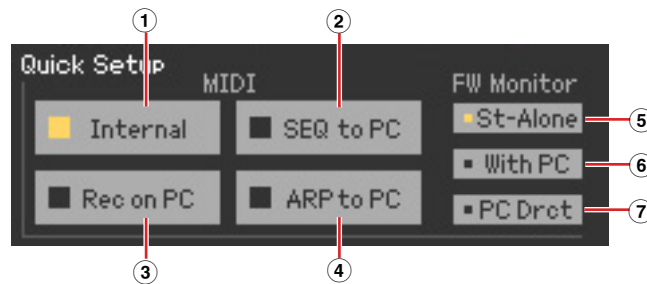 1 2
Quick Setup
MIDI FW Monitor
Internal SEQ to PC St-Alone 5
With PC 6
Rec on PC ARP to PC PC Drct 7
3 4